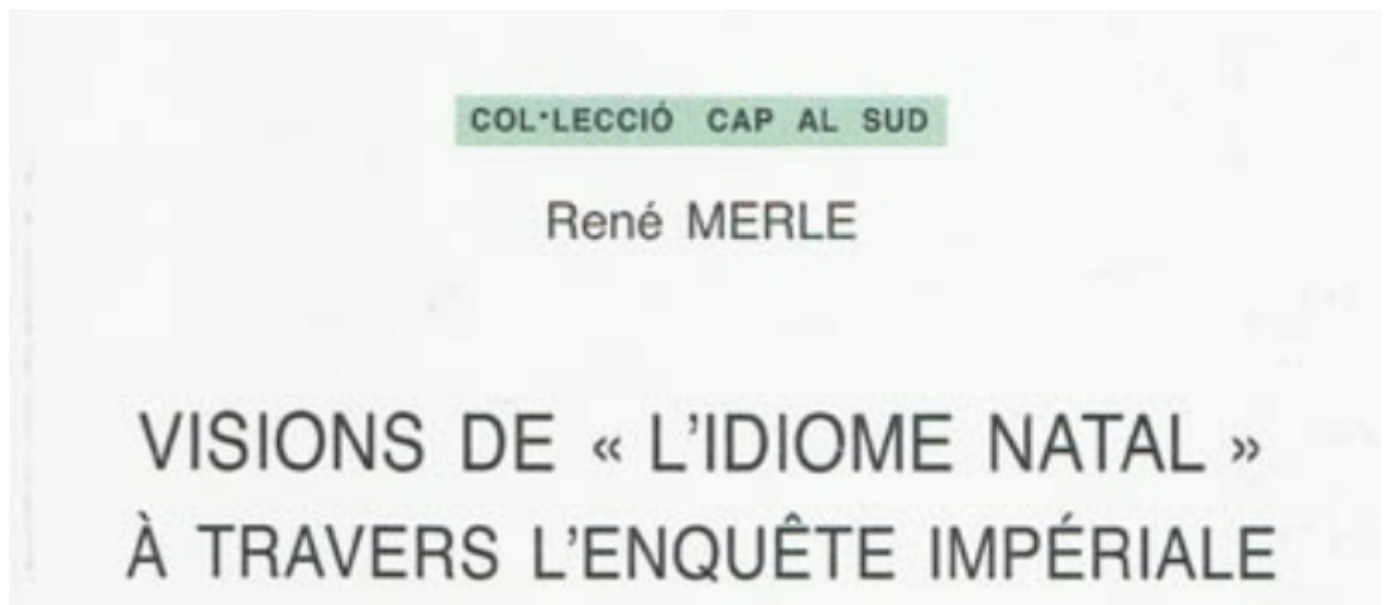 COL·LECCIÓ CAP AL SUD
René MERLE
VISIONS DE « L'IDIOME NATAL »
À TRAVERS L'ENQUÊTE IMPÉRIALE